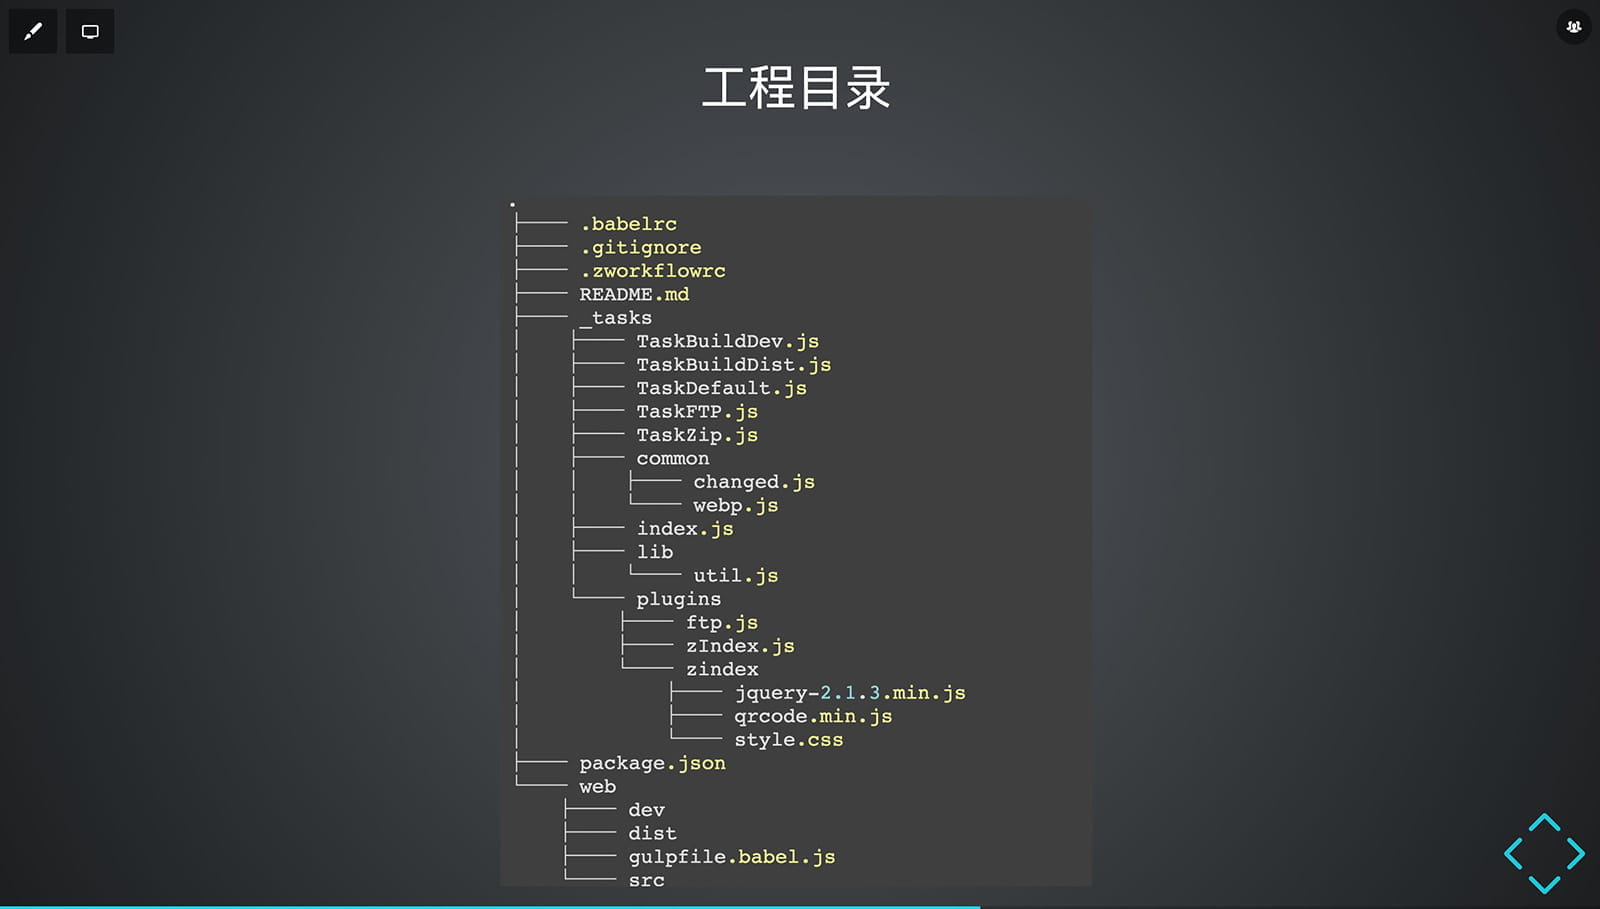 工程目录
.
├── .babelrc
├── .gitignore
├── .zworkflowrc
├── README.md
├── _tasks
│   ├── TaskBuildDev.js
│   ├── TaskBuildDist.js
│   ├── TaskDefault.js
│   ├── TaskFTP.js
│   ├── TaskZip.js
│   ├── common
│   │   ├── changed.js
│   │   └── webp.js
│   ├── index.js
│   ├── lib
│   │   └── util.js
│   └── plugins
│       ├── ftp.js
│       ├── zIndex.js
│       └── zindex
│           ├── jquery-2.1.3.min.js
│           ├── qrcode.min.js
│           └── style.css
├── package.json
└── web
    ├── dev
    ├── dist
    ├── gulpfile.babel.js
    └── src